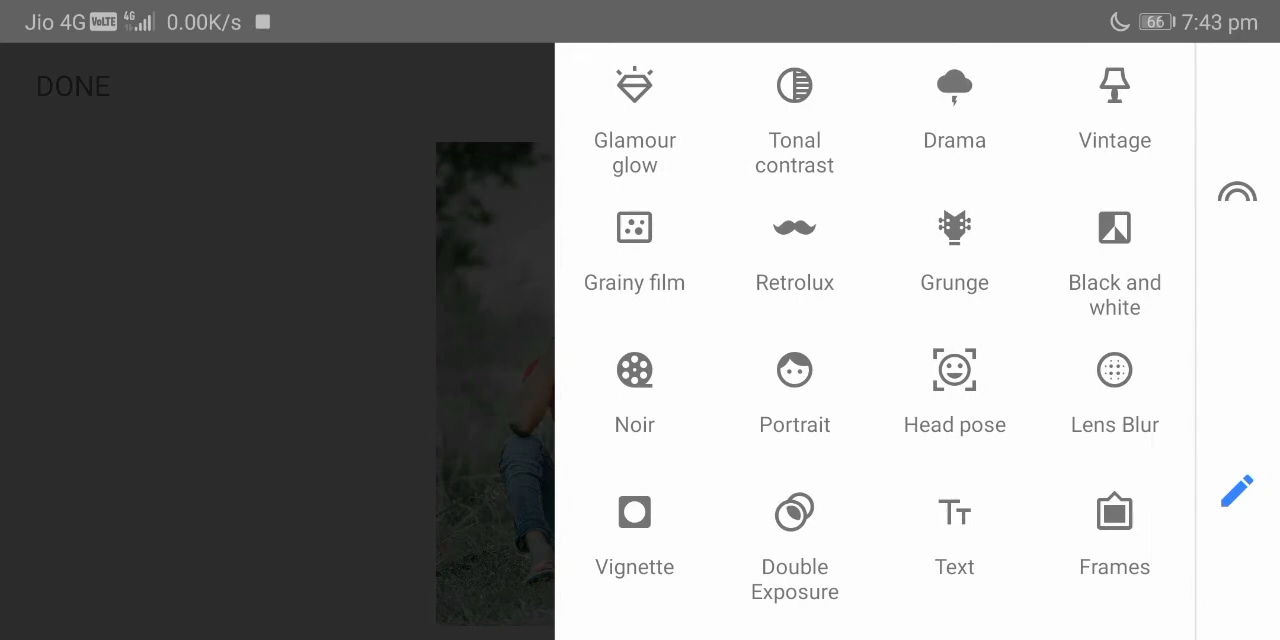 Jio 4G VoLTE 4G 0.00K/s 66 7:43 pm
DONE
Glamour glow
Tonal contrast
Drama
Vintage
Grainy film
Retrolux
Grunge
Black and white
Noir
Portrait
Head pose
Lens Blur
Vignette
Double Exposure
Text
Frames